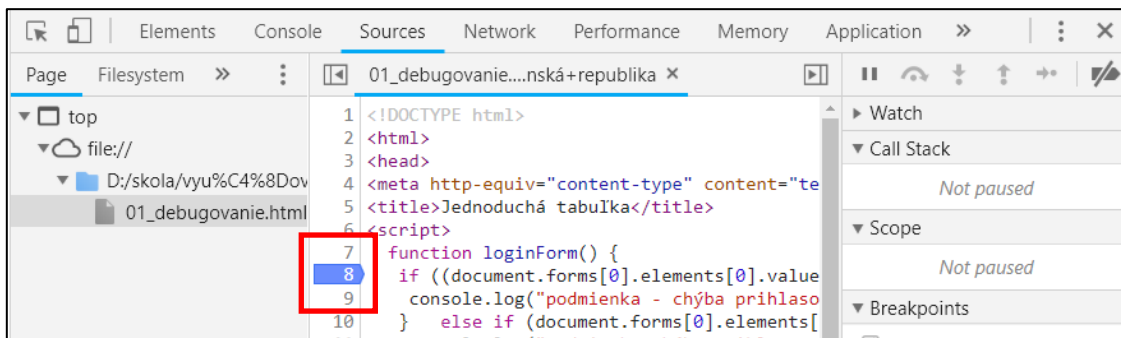 Elements Console Sources Network Performance Memory Application »
Page Filesystem » 01_debugovanie....nská+republika ×
top
file://
D:/skola/vyu%C4%8Dov
01_debugovanie.html
1 <!DOCTYPE html>
2 <html>
3 <head>
4 <meta http-equiv="content-type" content="te
5 <title>Jednoduchá tabuľka</title>
6 <script>
7 function loginForm() {
8 if ((document.forms[0].elements[0].value
9 console.log("podmienka - chýba prihlaso
10 } else if (document.forms[0].elements[
Watch
Call Stack
Not paused
Scope
Not paused
Breakpoints